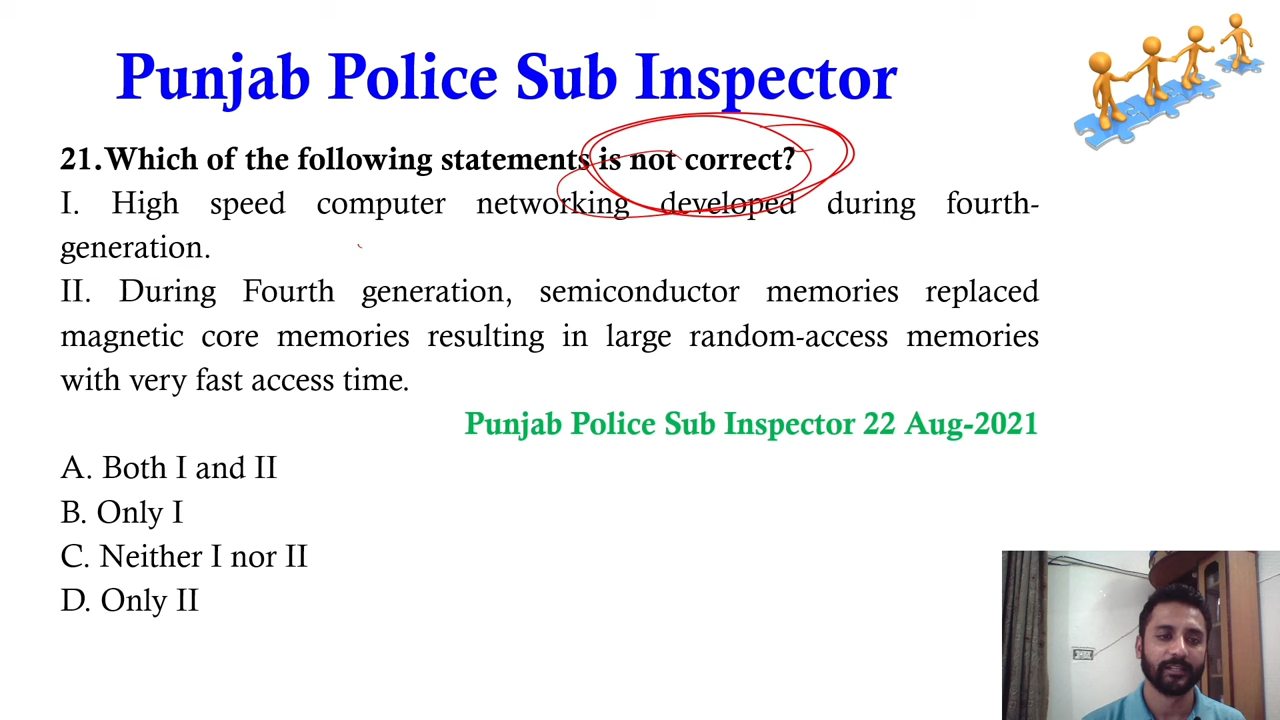 Punjab Police Sub Inspector
21.Which of the following statements is not correct?
I. High speed computer networking developed during fourth-
generation.
II. During Fourth generation, semiconductor memories replaced
magnetic core memories resulting in large random-access memories
with very fast access time.
Punjab Police Sub Inspector 22 Aug-2021
A. Both I and II
B. Only I
C. Neither I nor II
D. Only II